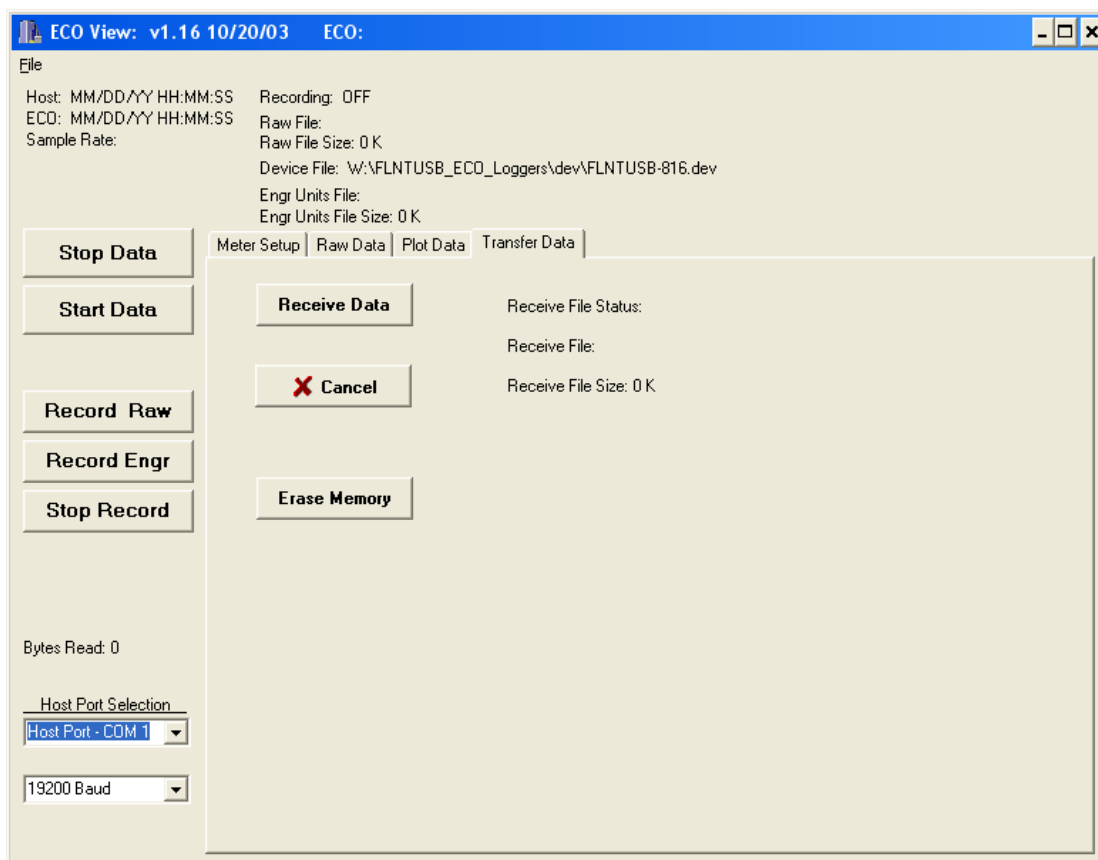 ECO View: v1.16 10/20/03 ECO:
File
Host: MM/DD/YY HH:MM:SS
ECO: MM/DD/YY HH:MM:SS
Sample Rate:
Recording: OFF
Raw File:
Raw File Size: 0 K
Device File: W:\FLNTUSB_ECO_Loggers\dev\FLNTUSB-816.dev
Engr Units File:
Engr Units File Size: 0 K
Stop Data
Start Data
Record Raw
Record Engr
Stop Record
Bytes Read: 0
Host Port Selection
Host Port - COM 1
19200 Baud
Meter Setup Raw Data Plot Data Transfer Data
Receive Data
Cancel
Erase Memory
Receive File Status:
Receive File:
Receive File Size: 0 K